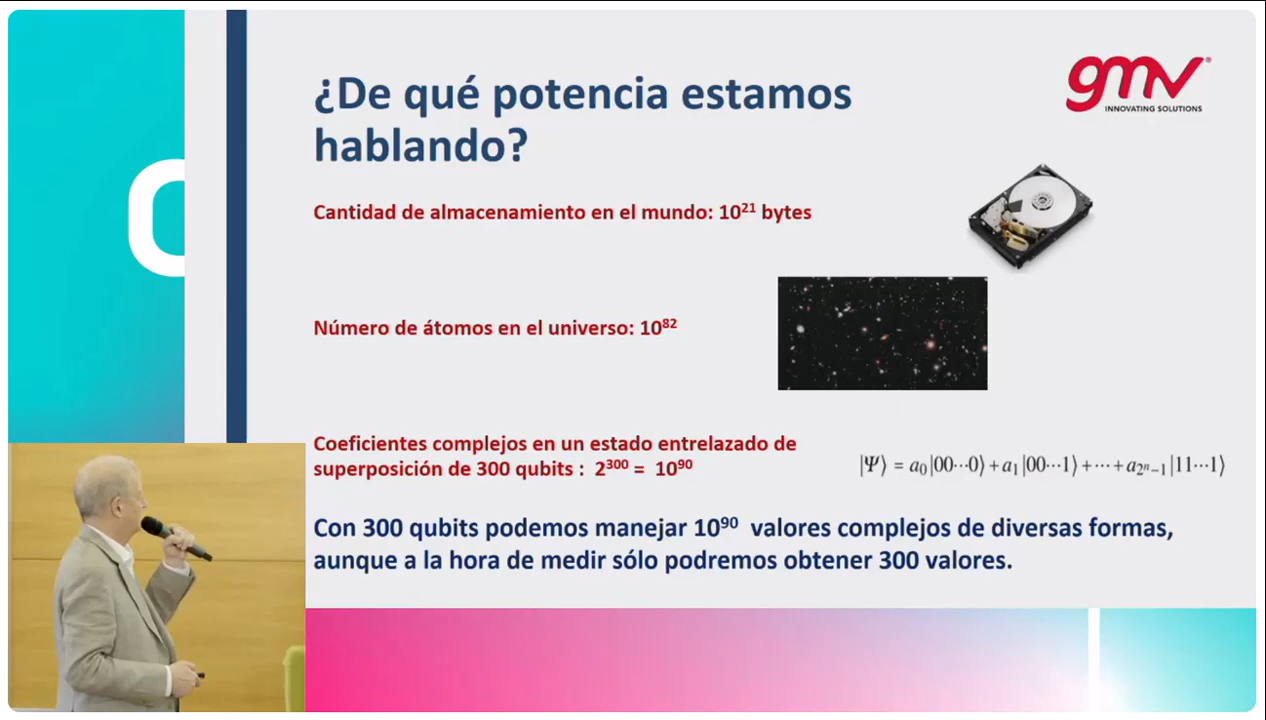 ¿De qué potencia estamos
hablando?
gmv®
INNOVATING SOLUTIONS
Cantidad de almacenamiento en el mundo: 10²¹ bytes
Número de átomos en el universo: 10⁸²
Coeficientes complejos en un estado entrelazado de
superposición de 300 qubits : 2³⁰⁰ = 10⁹⁰
|Ψ⟩ = a₀|00⋯0⟩+a₁|00⋯1⟩+⋯+a₂ⁿ₋₁|11⋯1⟩
Con 300 qubits podemos manejar 10⁹⁰ valores complejos de diversas formas,
aunque a la hora de medir sólo podremos obtener 300 valores.